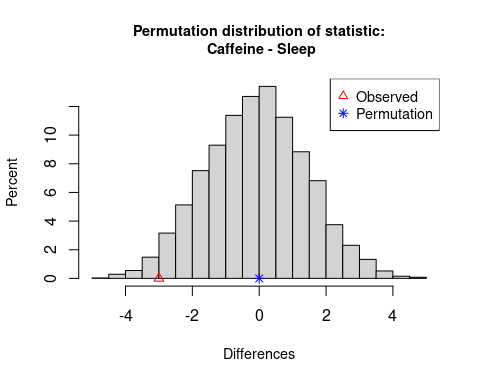 Permutation distribution of statistic:
Caffeine - Sleep
Observed
Permutation
Percent
0 2 4 6 8 10
-4 -2 0 2 4
Differences